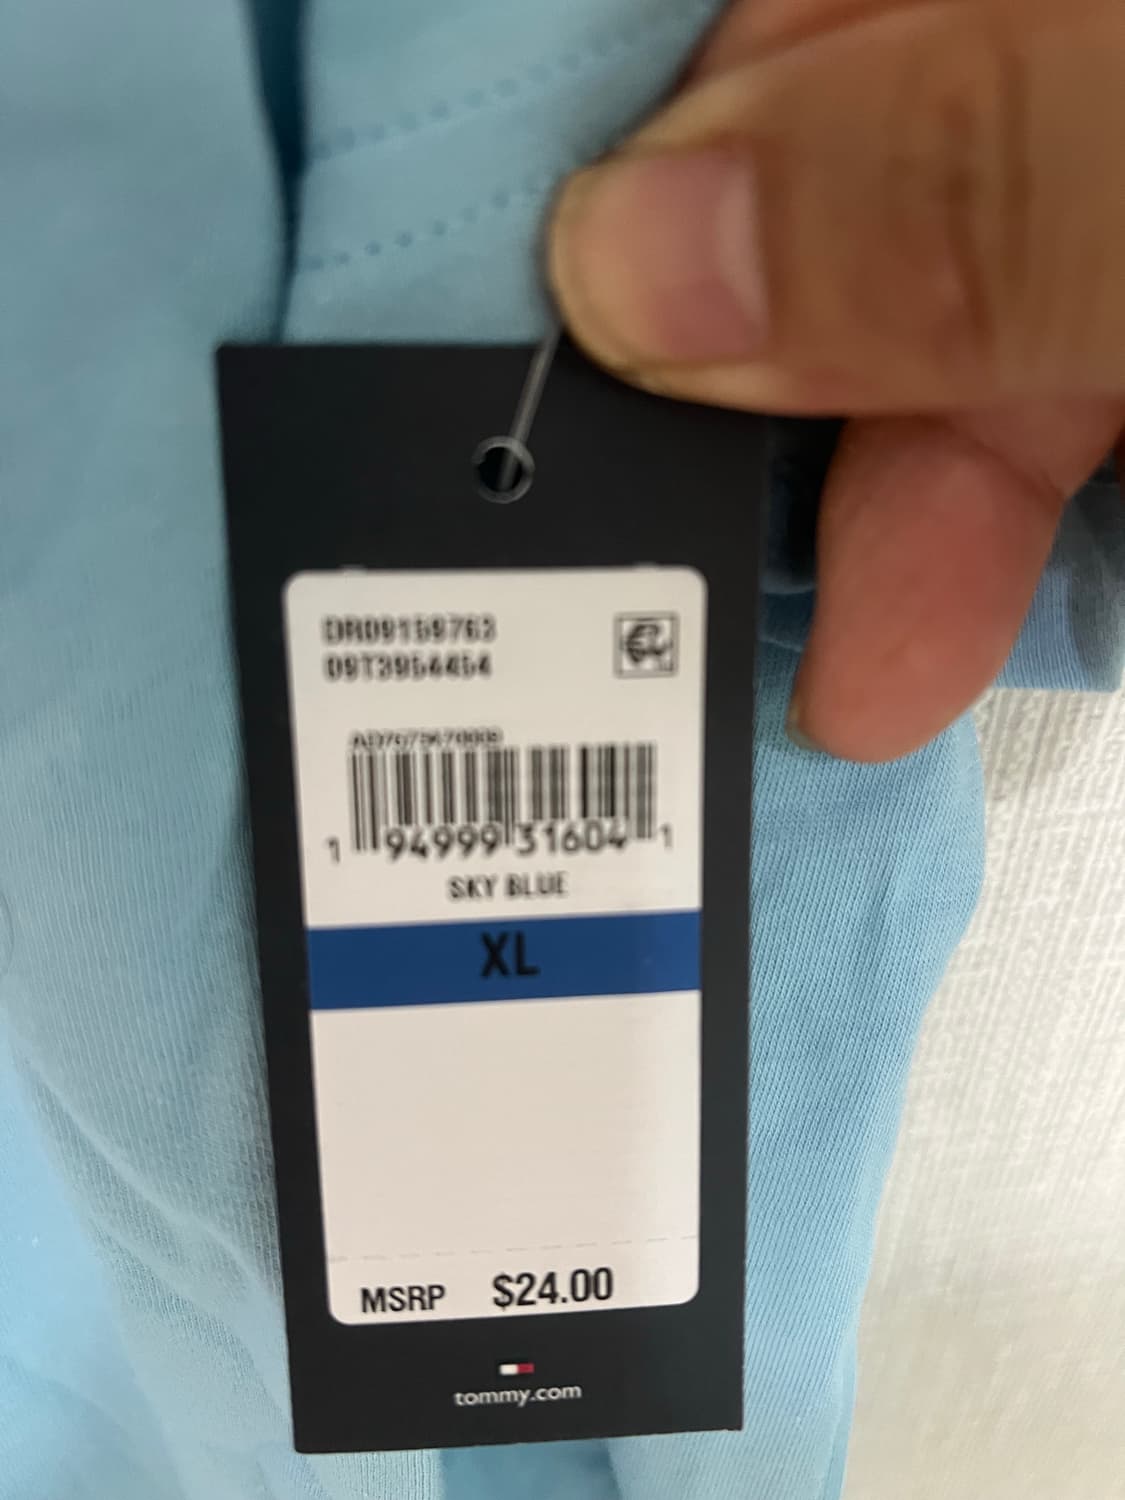 DR09159763
09T3954454
1 94999 31604 1
SKY BLUE
XL
MSRP $24.00
tommy.com